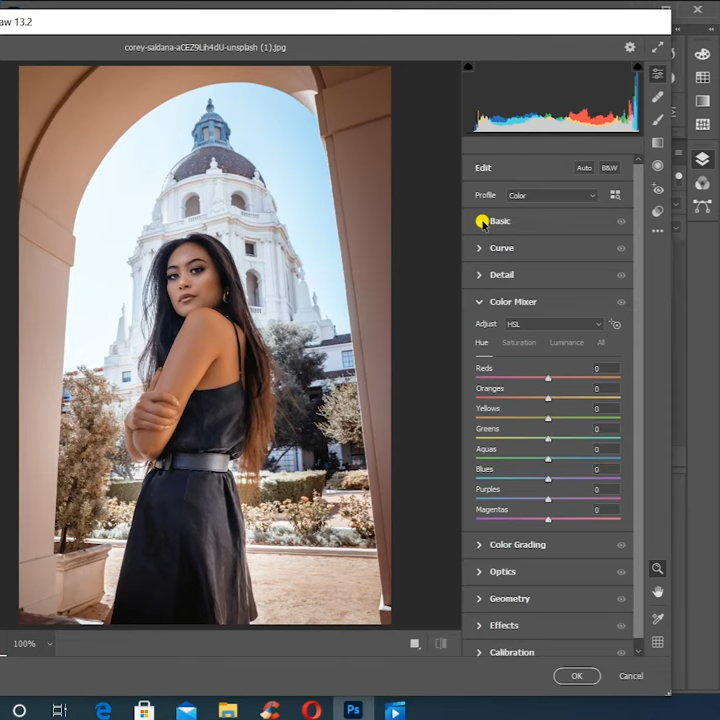 aw 13.2
corey-saldana-aCEZ9LIh4dU-unsplash (1).jpg
Edit
Auto
B&W
Profile
Color
Basic
Curve
Detail
Color Mixer
Adjust
HSL
Hue
Saturation
Luminance
All
Reds 0
Oranges 0
Yellows 0
Greens 0
Aquas 0
Blues 0
Purples 0
Magentas 0
Color Grading
Optics
Geometry
Effects
Calibration
100%
OK
Cancel
Ps